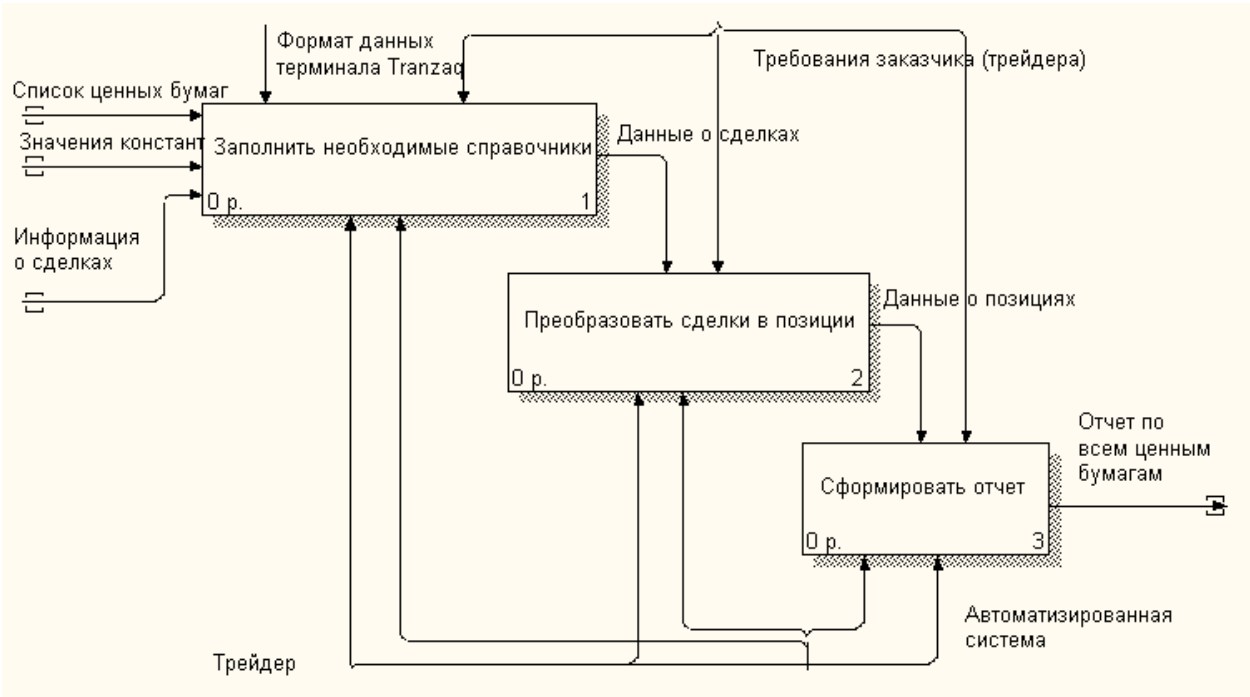 Формат данных
терминала Tranzaq
Требования заказчика (трейдера)
Список ценных бумаг
Значения констант
Информация
о сделках
Заполнить необходимые справочники
0 р.
1
Данные о сделках
Преобразовать сделки в позиции
0 р.
2
Данные о позициях
Сформировать отчет
0 р.
3
Отчет по
всем ценным
бумагам
Автоматизированная
система
Трейдер